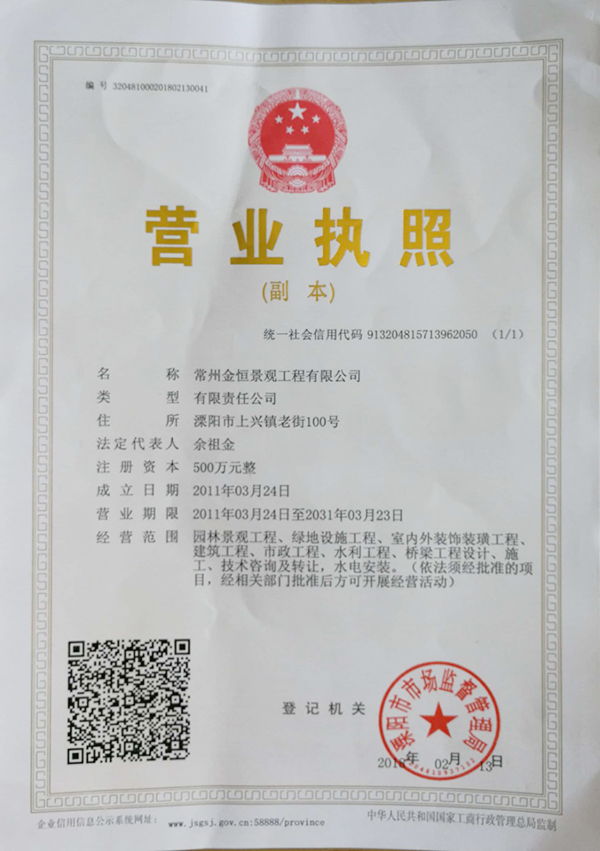 编 号 320481000201802130041
营业执照
(副 本)
统一社会信用代码 913204815713962050 (1/1)
名 称 常州金恒景观工程有限公司
类 型 有限责任公司
住 所 溧阳市上兴镇老街100号
法定代表人 余祖金
注册资本 500万元整
成立日期 2011年03月24日
营业期限 2011年03月24日至2031年03月23日
经营范围 园林景观工程、绿地设施工程、室内外装饰装璜工程、
建筑工程、市政工程、水利工程、桥梁工程设计、施
工、技术咨询及转让，水电安装。（依法须经批准的项
目，经相关部门批准后方可开展经营活动）
溧阳市市场监督管理局
登记机关
2018年 02月 13日
企业信用信息公示系统网址： www.jsgsj.gov.cn:58888/province
中华人民共和国国家工商行政管理总局监制